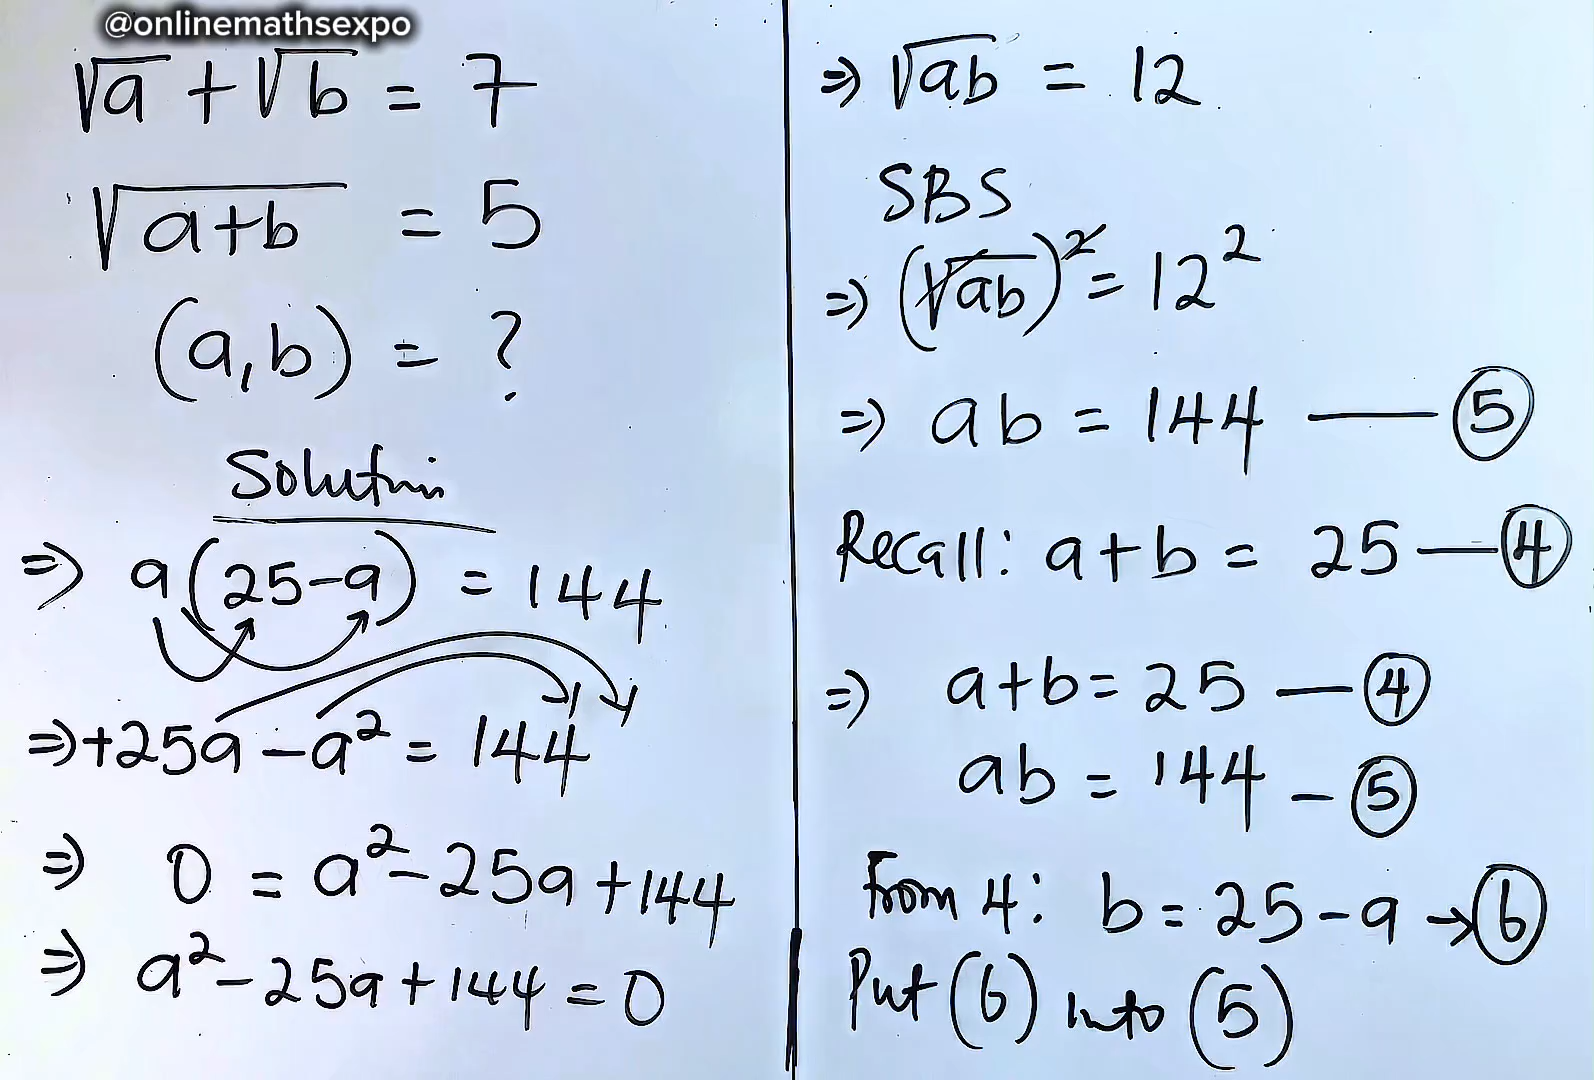 @onlinemathsexpo
√a + √b = 7
√(a+b) = 5
(a,b) = ?
Solution
⇒ a(25-a) = 144
⇒ +25a - a² = 144
⇒ 0 = a² - 25a + 144
⇒ a² - 25a + 144 = 0
⇒ √ab = 12
SBS
⇒ (√ab)² = 12²
⇒ ab = 144 — ⑤
Recall: a+b = 25 — ④
⇒ a+b = 25 — ④
ab = 144 - ⑤
From 4: b = 25 - a → ⑥
Put (6) into (5)